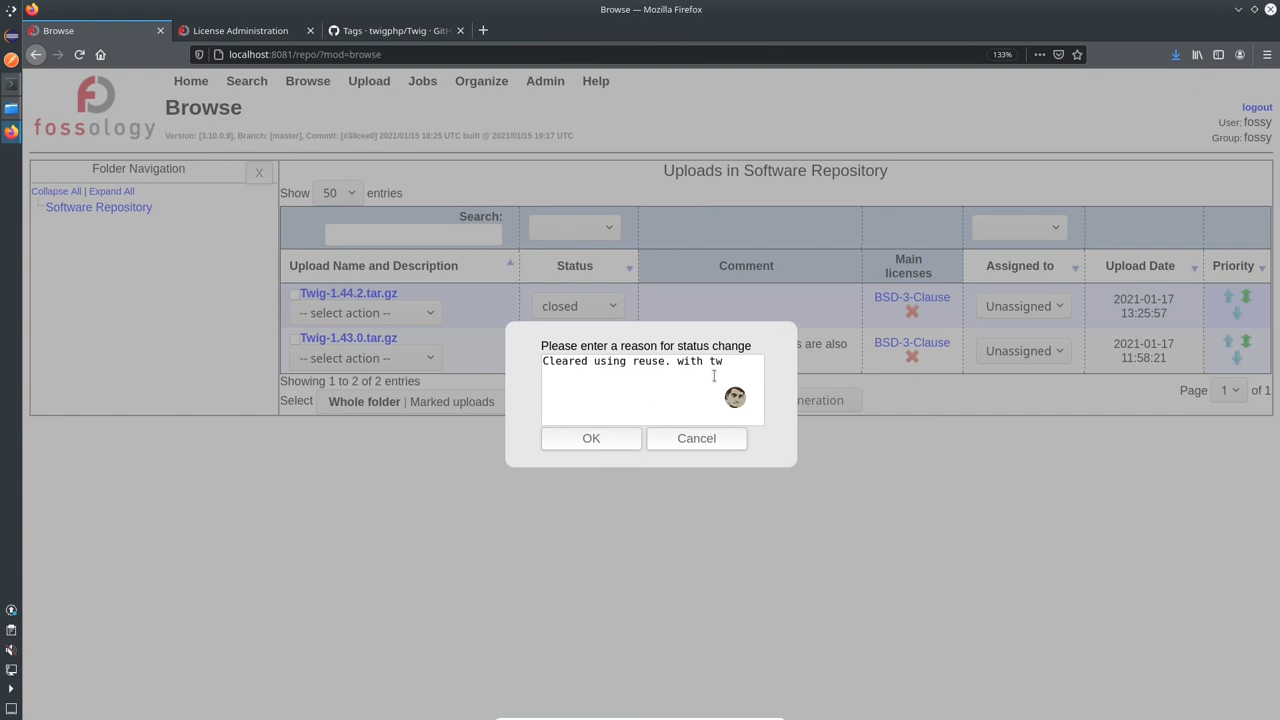 Browse — Mozilla Firefox
Browse
License Administration
Tags · twigphp/Twig · GitH
localhost:8081/repo/?mod=browse
133%
fossology
Home Search Browse Upload Jobs Organize Admin Help
Browse
Version: [3.10.0.9], Branch: [master], Commit: [#38cee0] 2021/01/15 18:25 UTC built @ 2021/01/15 19:17 UTC
logout
User: fossy
Group: fossy
Folder Navigation
X
Collapse All | Expand All
Software Repository
Uploads in Software Repository
Show 50 entries
Search:
Upload Name and Description Status Comment Main licenses Assigned to Upload Date Priority
Twig-1.44.2.tar.gz
-- select action --
closed
BSD-3-Clause
Unassigned
2021-01-17
13:25:57
Twig-1.43.0.tar.gz
-- select action --
s are also
BSD-3-Clause
Unassigned
2021-01-17
11:58:21
Showing 1 to 2 of 2 entries
Page 1 of 1
Select Whole folder | Marked uploads
neration
Please enter a reason for status change
Cleared using reuse. with tw
OK
Cancel